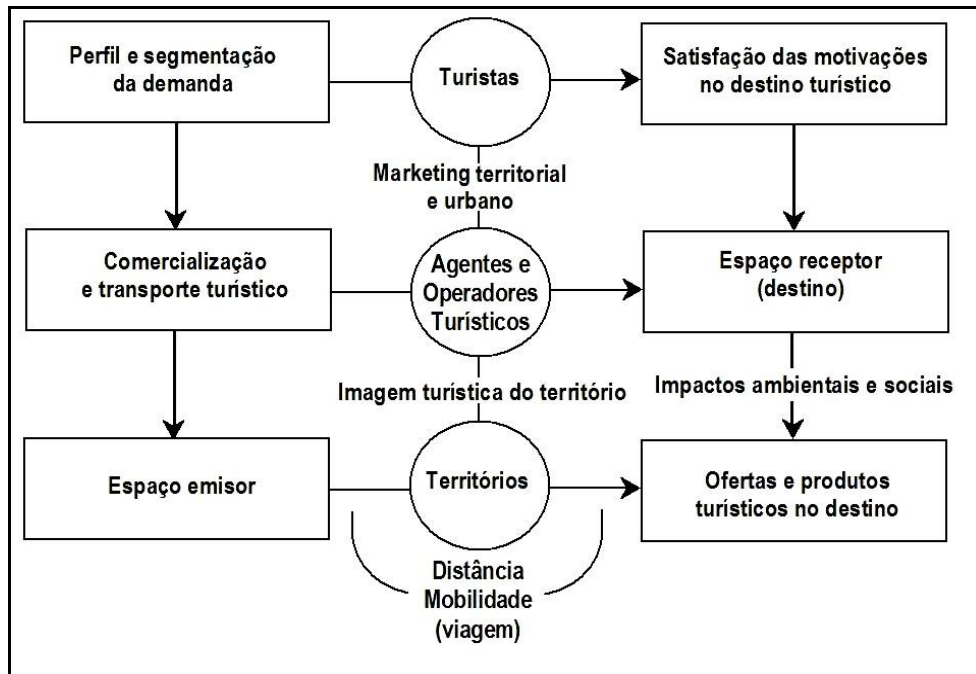 Perfil e segmentação
da demanda
Turistas
Satisfação das motivações
no destino turístico
Marketing territorial
e urbano
Comercialização
e transporte turístico
Agentes e
Operadores
Turísticos
Espaço receptor
(destino)
Imagem turística do território
Impactos ambientais e sociais
Espaço emisor
Territórios
Ofertas e produtos
turísticos no destino
Distância
Mobilidade
(viagem)